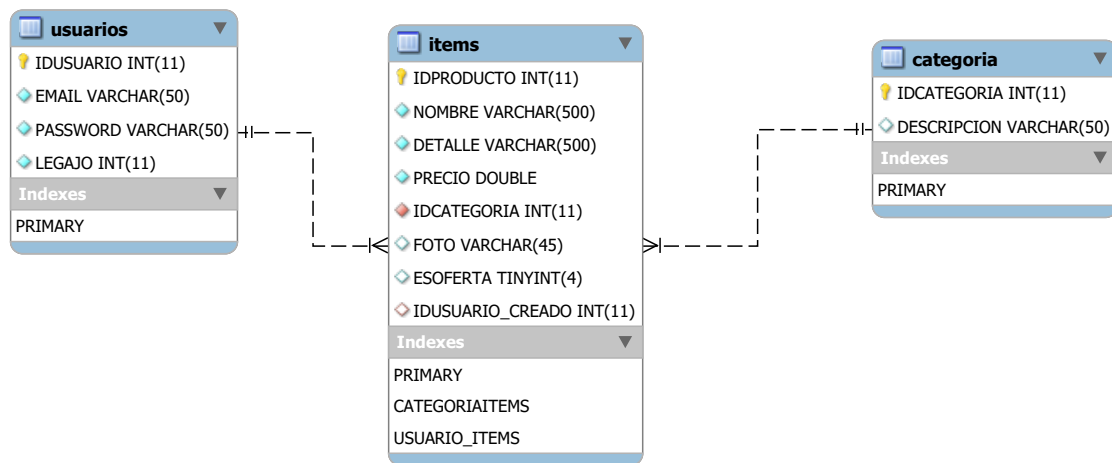 usuarios
IDUSUARIO INT(11)
EMAIL VARCHAR(50)
PASSWORD VARCHAR(50)
LEGAJO INT(11)
Indexes
PRIMARY
items
IDPRODUCTO INT(11)
NOMBRE VARCHAR(500)
DETALLE VARCHAR(500)
PRECIO DOUBLE
IDCATEGORIA INT(11)
FOTO VARCHAR(45)
ESOFERTA TINYINT(4)
IDUSUARIO_CREADO INT(11)
Indexes
PRIMARY
CATEGORIAITEMS
USUARIO_ITEMS
categoria
IDCATEGORIA INT(11)
DESCRIPCION VARCHAR(50)
Indexes
PRIMARY